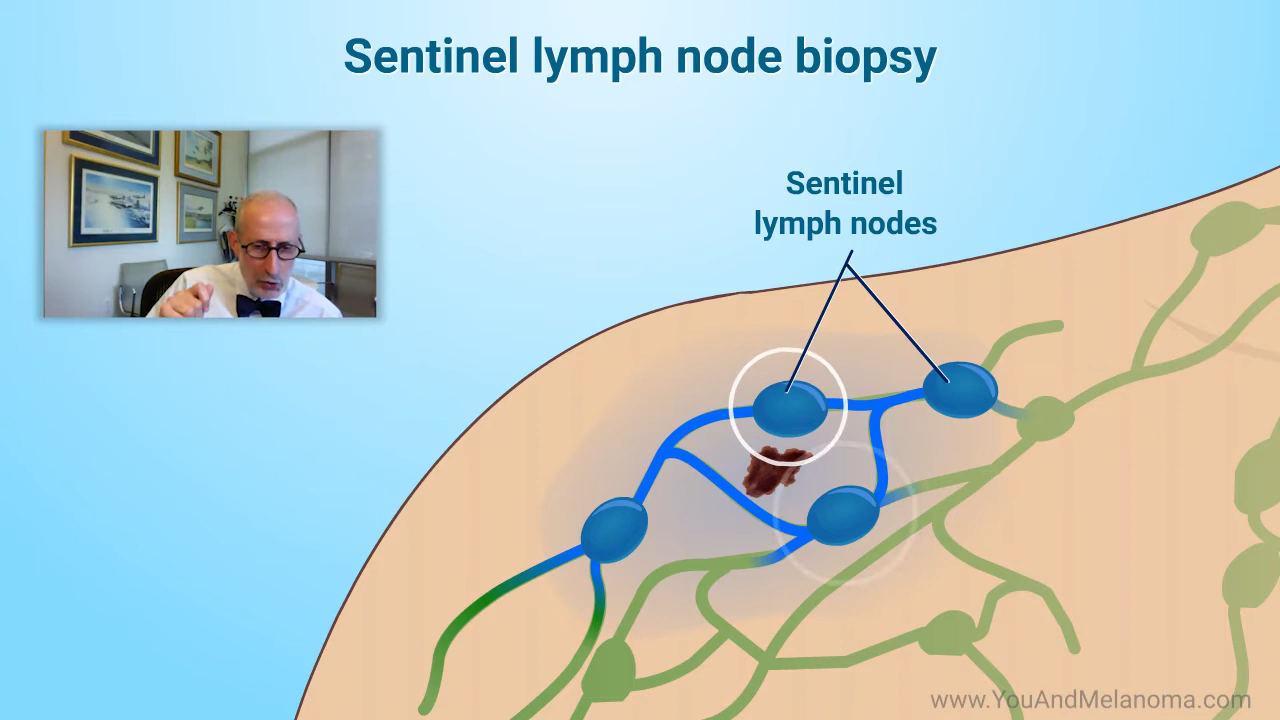 Sentinel lymph node biopsy
Sentinel
lymph nodes
www.YouAndMelanoma.com